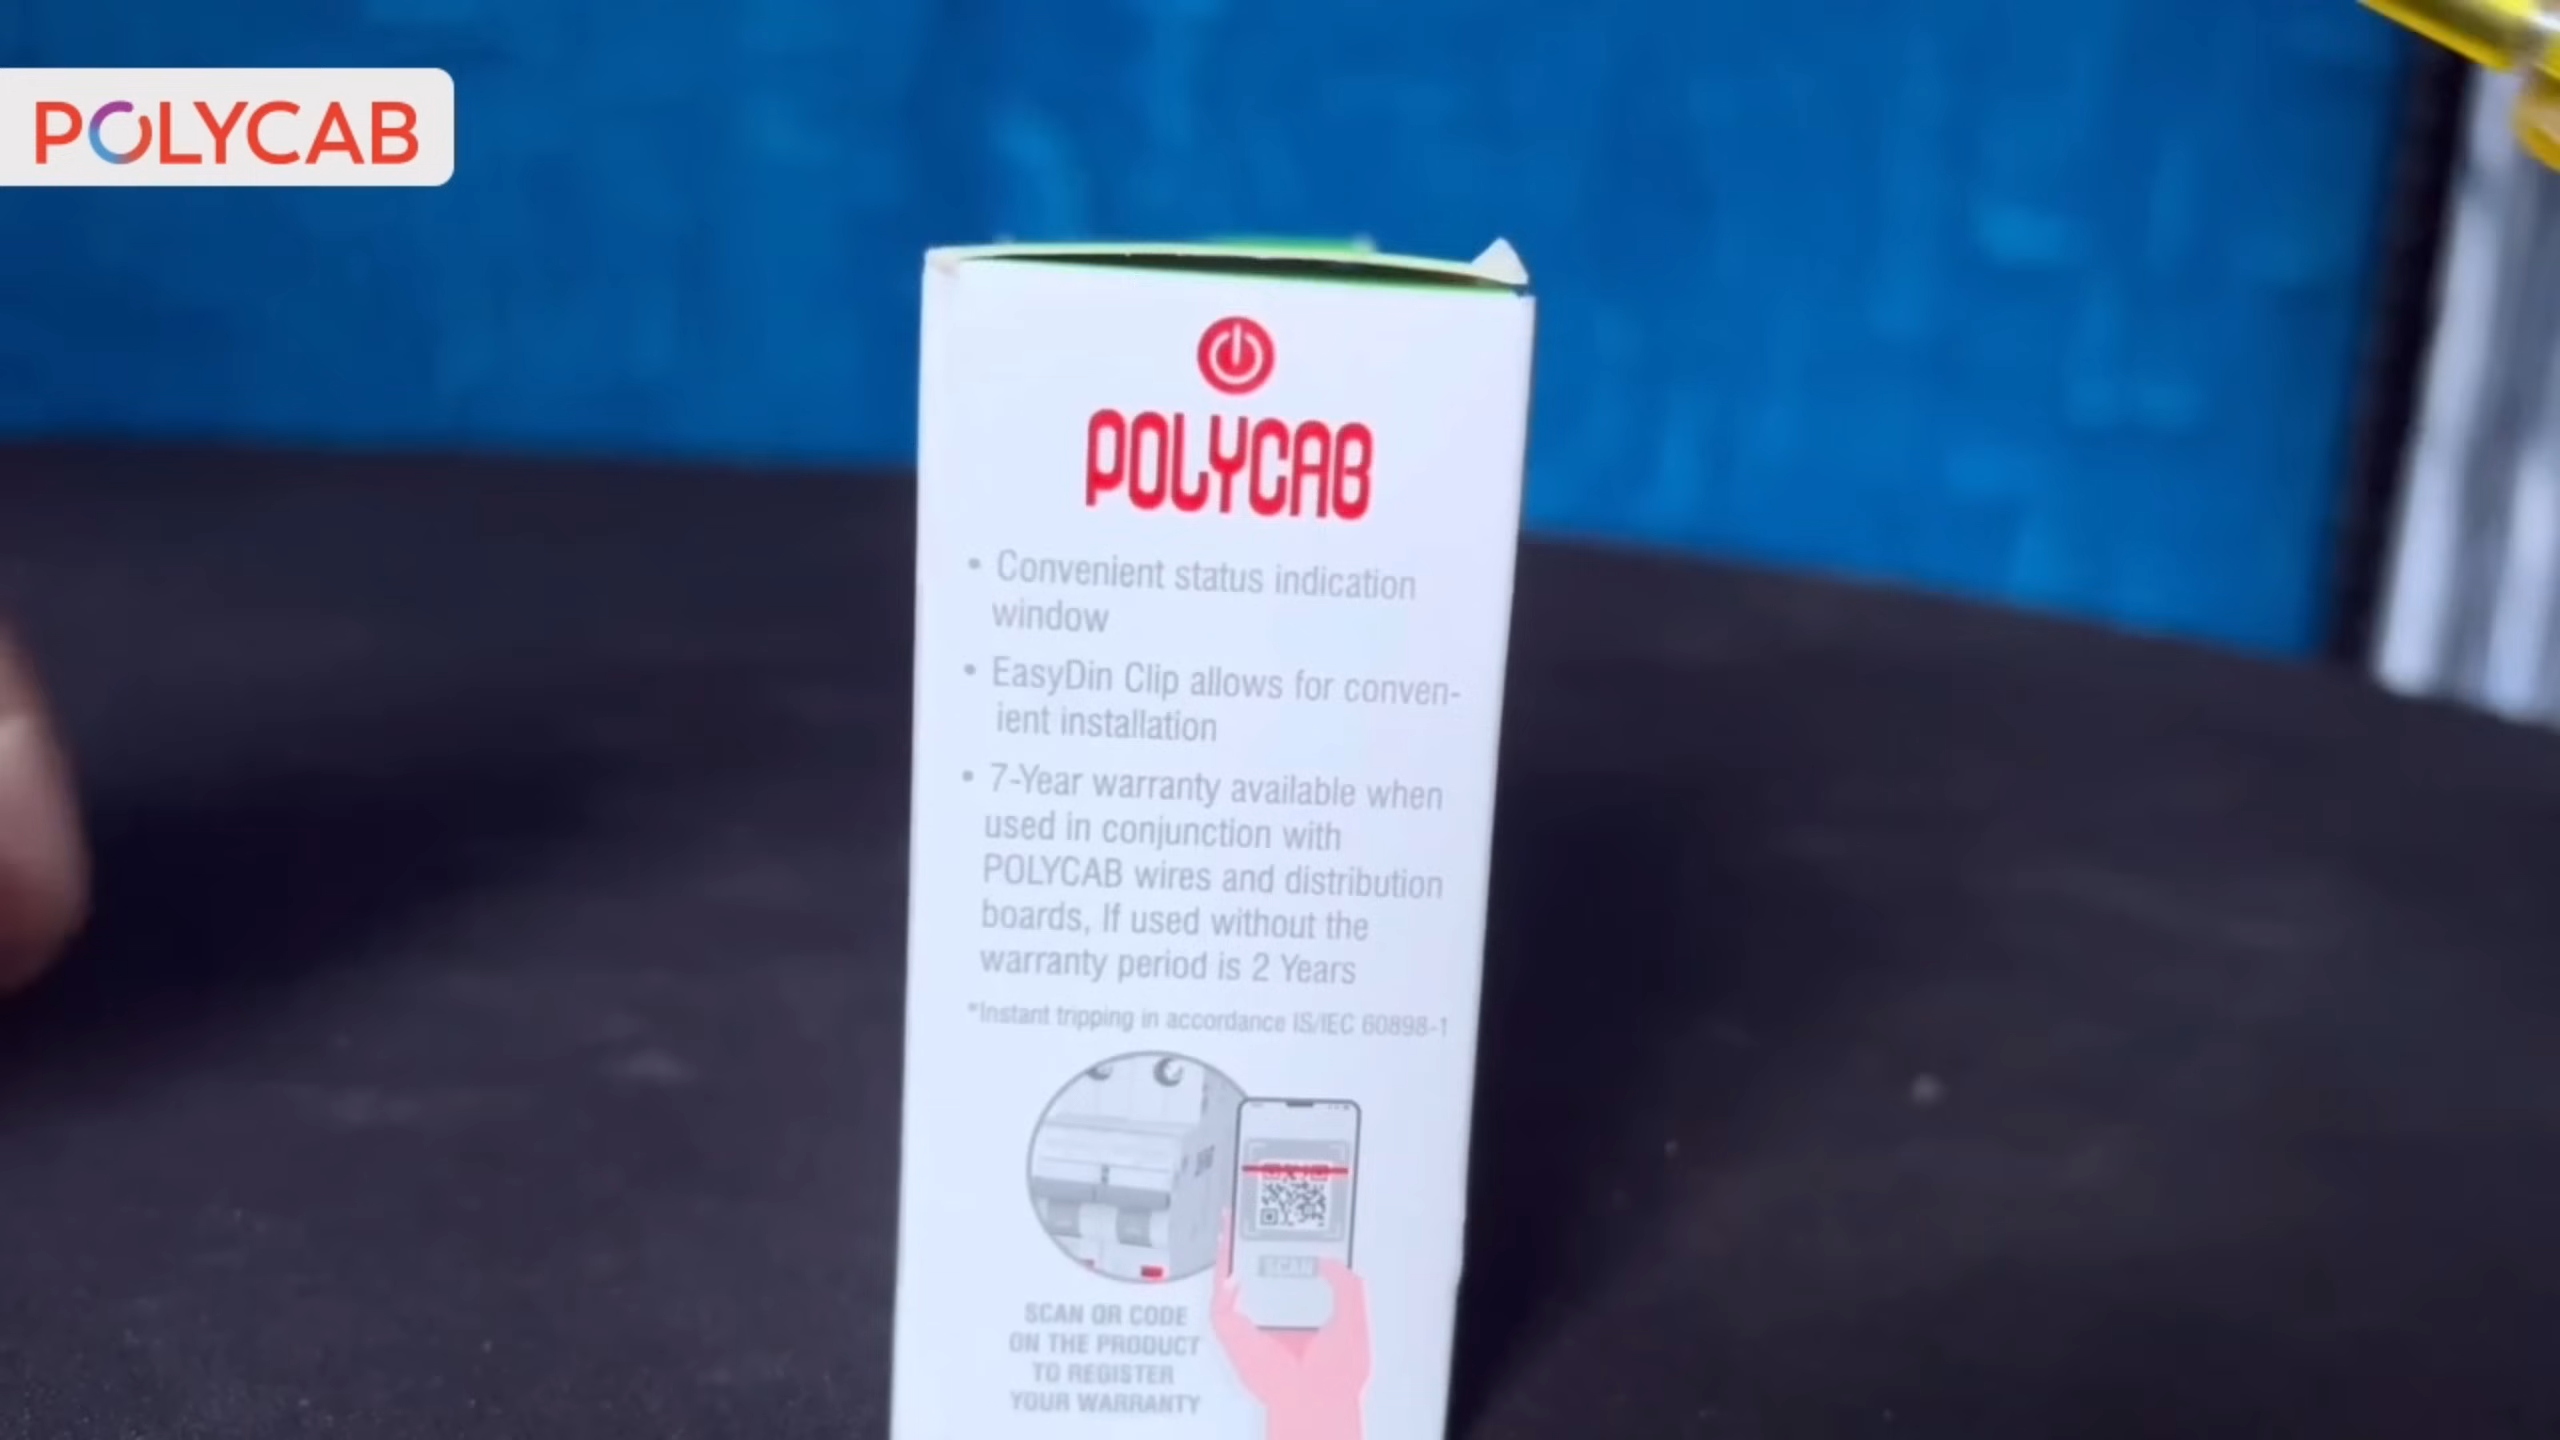 POLYCAB
POLYCAB
• Convenient status indication
window
• EasyDin Clip allows for conven-
ient installation
• 7-Year warranty available when
used in conjunction with
POLYCAB wires and distribution
boards, If used without the
warranty period is 2 Years
*Instant tripping in accordance IS/IEC 60898-1
SCAN
SCAN QR CODE
ON THE PRODUCT
TO REGISTER
YOUR WARRANTY